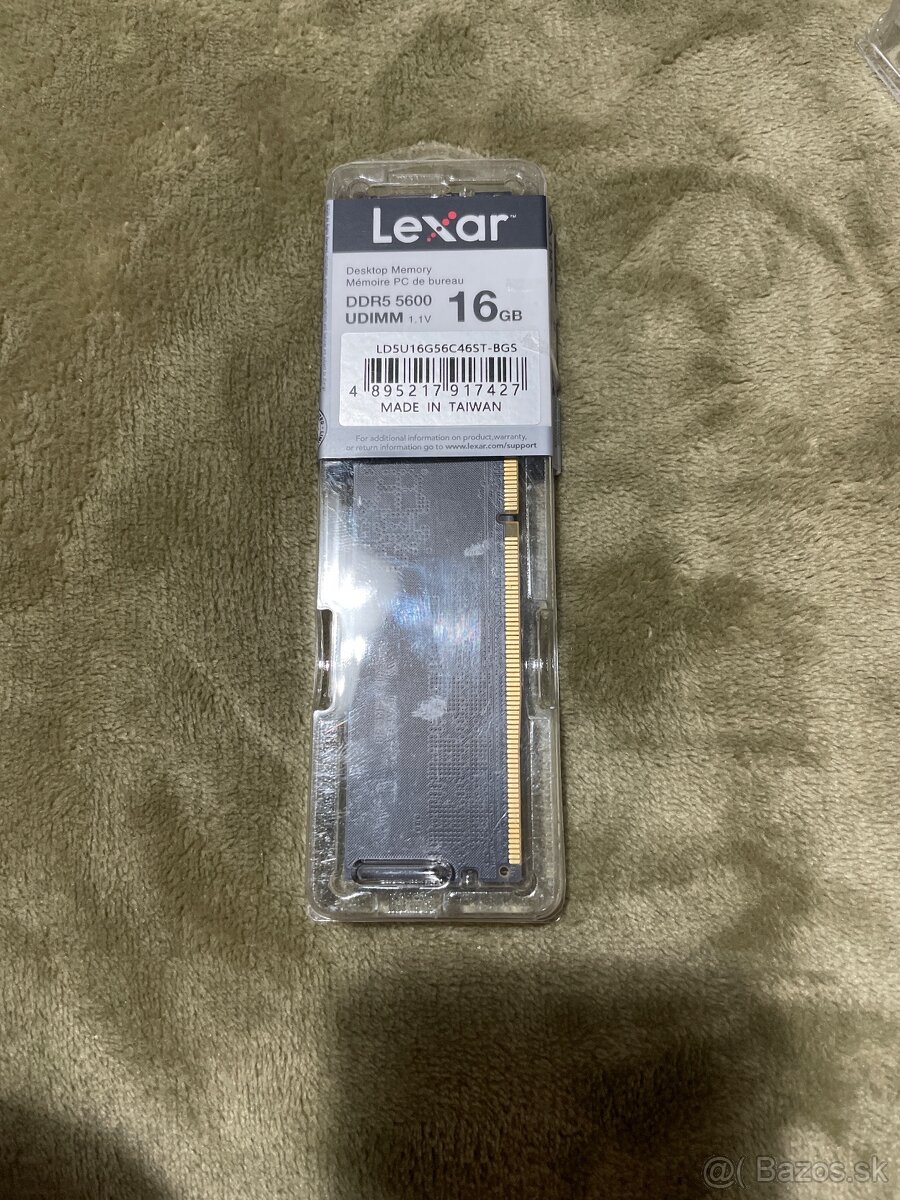 Lexar™
Desktop Memory
Mémoire PC de bureau
DDR5 5600
UDIMM 1.1V
16GB
LD5U16G56C46ST-BGS
4 895217 917427
MADE IN TAIWAN
For additional information on product,warranty,
or return information go to www.lexar.com/support
@( Bazos.sk